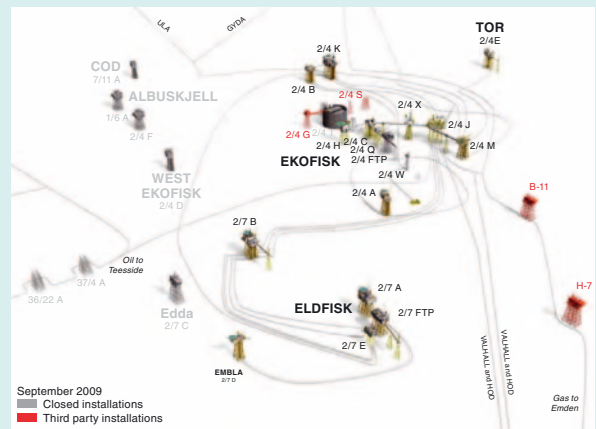 ULA
GYDA
TOR
2/4 E
COD
7/11 A
2/4 K
2/4 B
ALBUSKJELL
1/6 A
2/4 F
2/4 S
2/4 G
2/4 X
2/4 J
2/4 H
2/4 C
2/4 Q
2/4 FTP
2/4 M
EKOFISK
WEST
EKOFISK
2/4 D
2/4 W
2/4 A
B-11
2/7 B
Oil to
Teesside
37/4 A
36/22 A
Edda
2/7 C
2/7 A
ELDFISK
2/7 FTP
2/7 E
H-7
EMBLA
2/7 D
VALHALL and HOD
VALHALL and HOD
Gas to
Emden
September 2009
Closed installations
Third party installations